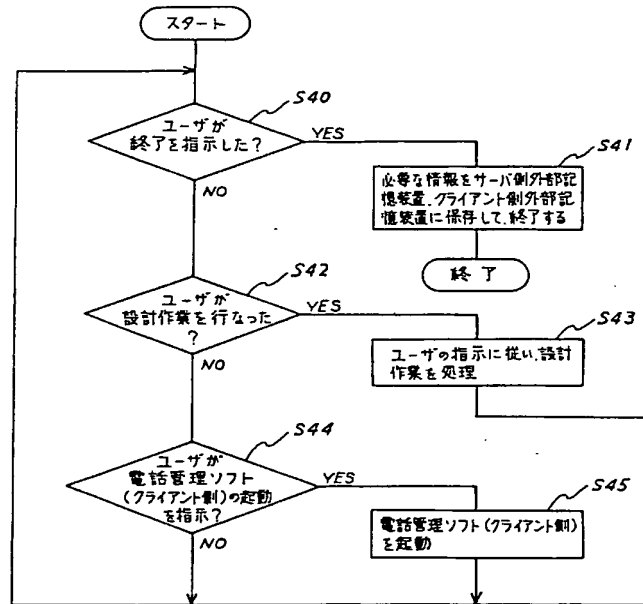 スタート
S40
ユーザが
終了を指示した?
YES
NO
S41
必要な情報をサーバ側外部記
憶装置、クライアント側外部記
憶装置に保存して、終了する
終了
S42
ユーザが
設計作業を行なった
?
YES
NO
S43
ユーザの指示に従い、設計
作業を処理
S44
ユーザが
電話管理ソフト
(クライアント側)の起動
を指示?
YES
NO
S45
電話管理ソフト(クライアント側)
を起動